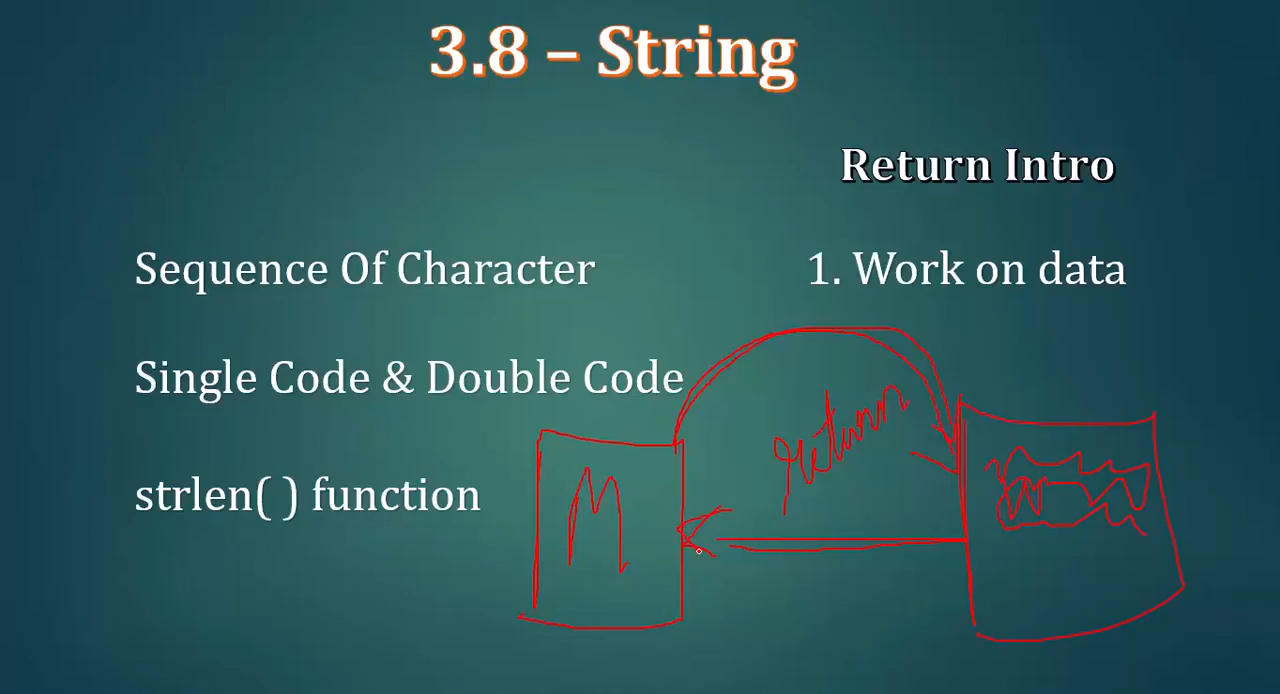 3.8 – String
Return Intro
Sequence Of Character
1. Work on data
Single Code & Double Code
return
strlen( ) function
M